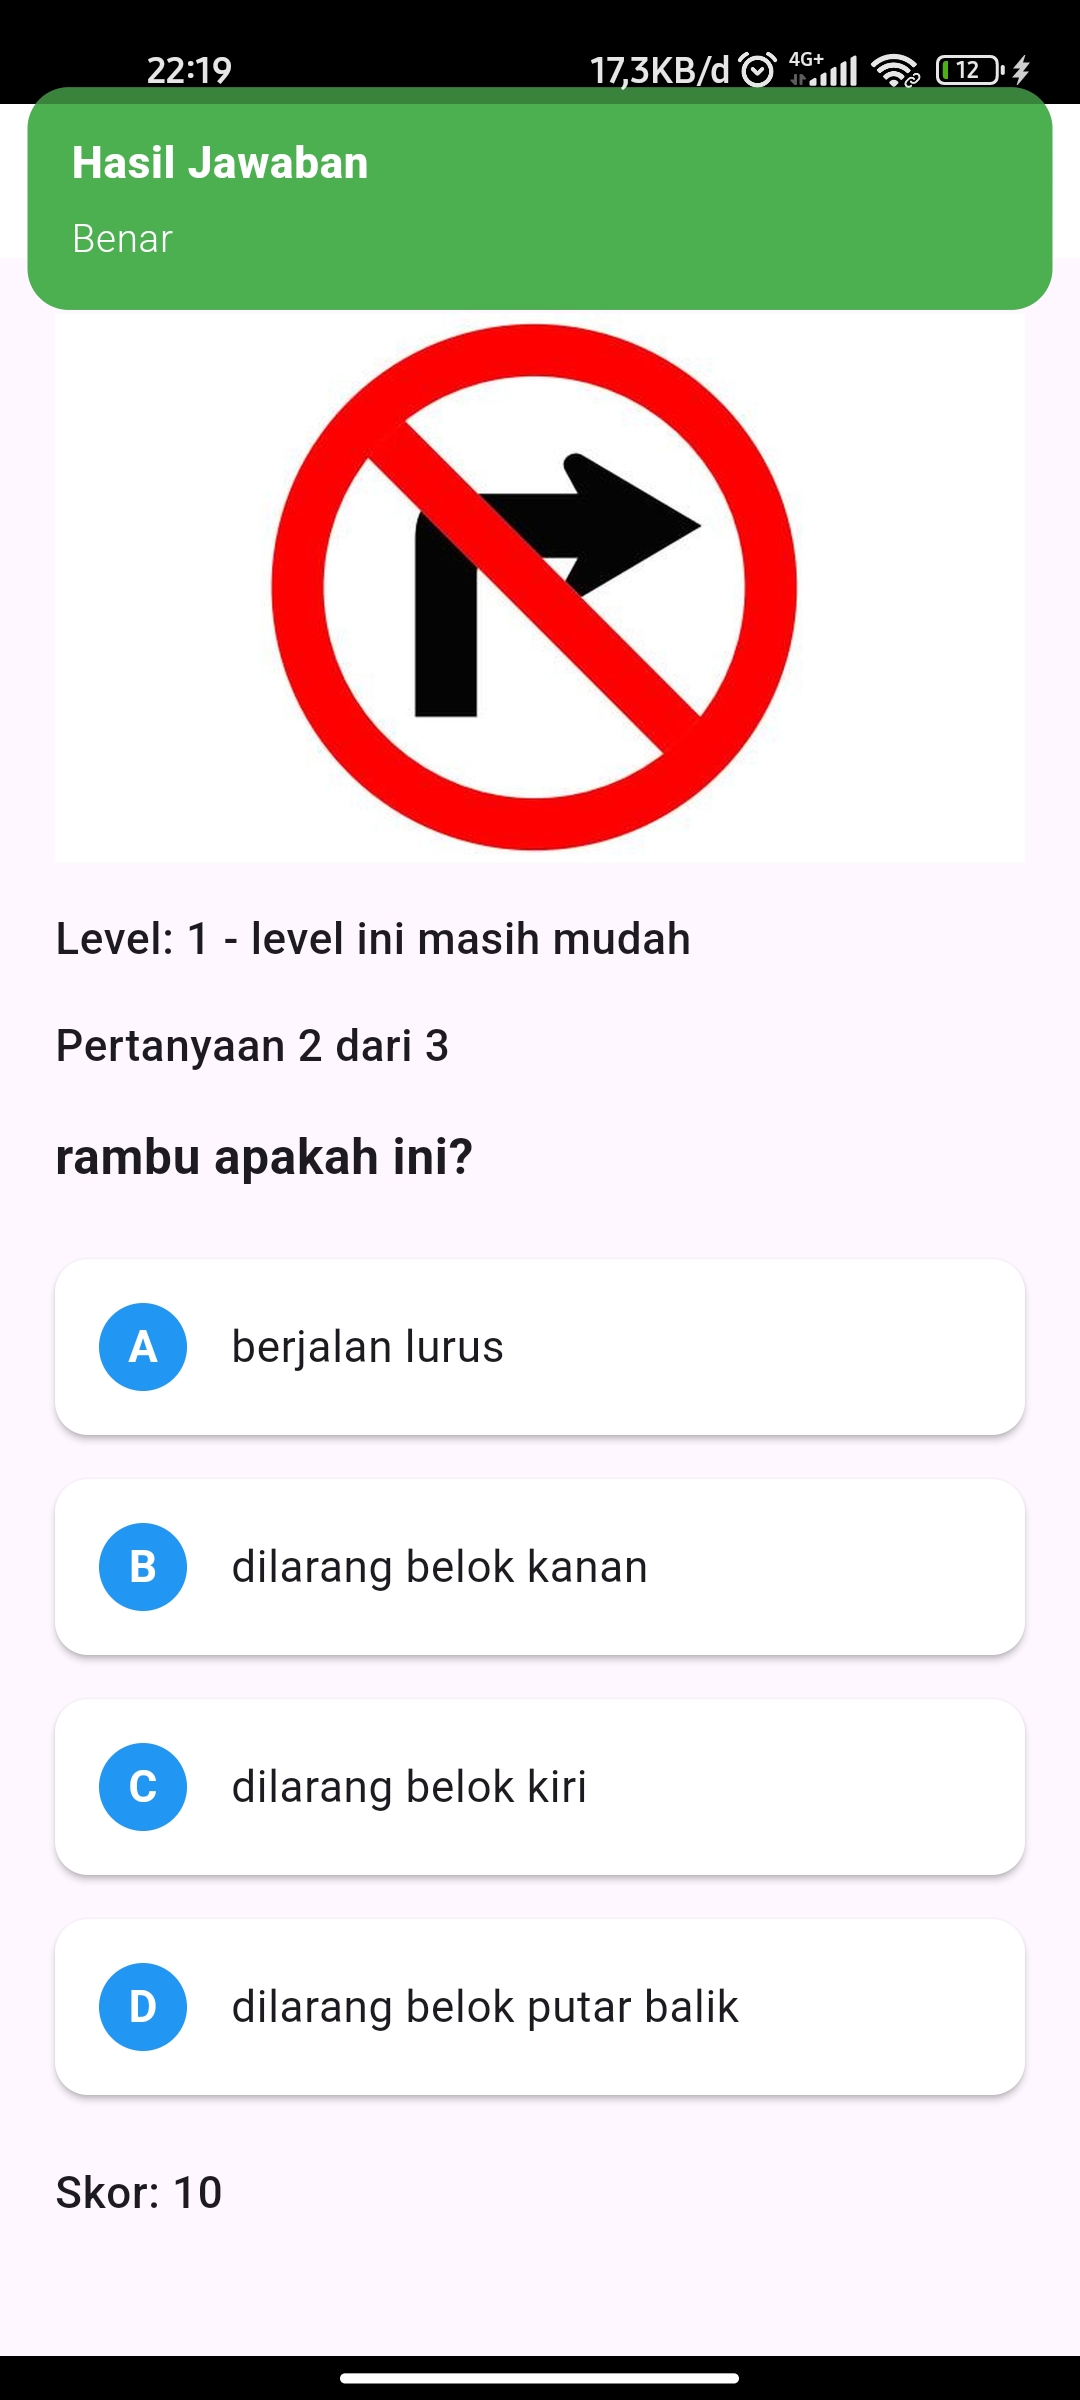 22:19
17,3KB/d 4G+ 12
Hasil Jawaban
Benar
Level: 1 - level ini masih mudah
Pertanyaan 2 dari 3
rambu apakah ini?
A berjalan lurus
B dilarang belok kanan
C dilarang belok kiri
D dilarang belok putar balik
Skor: 10